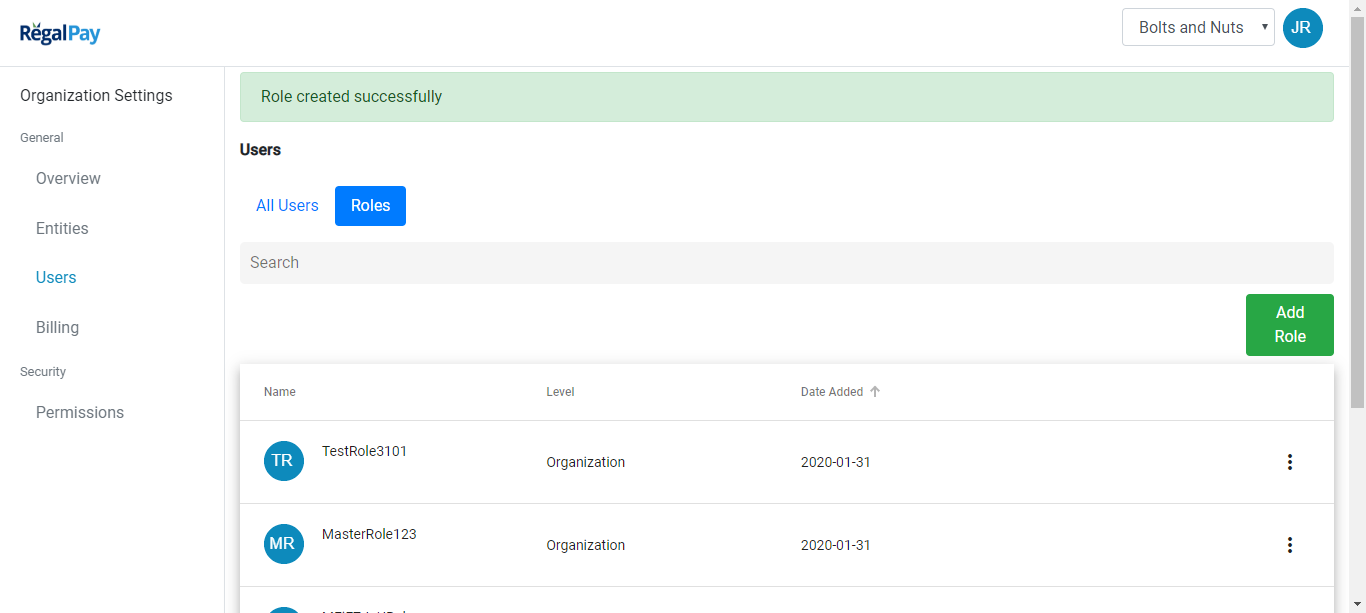 RegalPay
Bolts and Nuts
JR
Organization Settings
General
Overview
Entities
Users
Billing
Security
Permissions
Role created successfully
Users
All Users
Roles
Search
Add
Role
Name
Level
Date Added
TR
TestRole3101
Organization
2020-01-31
MR
MasterRole123
Organization
2020-01-31